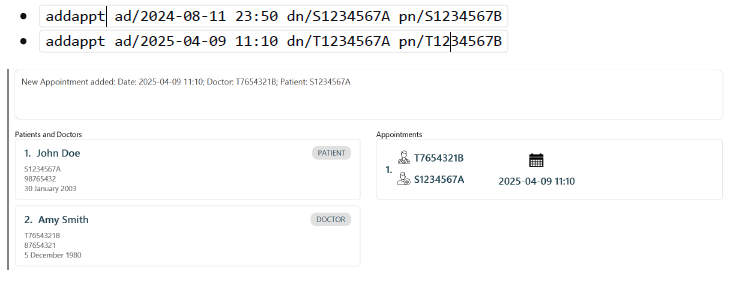 addappt ad/2024-08-11 23:50 dn/S1234567A pn/S1234567B
addappt ad/2025-04-09 11:10 dn/T1234567A pn/T1234567B
New Appointment added: Date: 2025-04-09 11:10; Doctor: T7654321B; Patient: S1234567A
Patients and Doctors
1. John Doe
PATIENT
S1234567A
98765432
30 January 2003
2. Amy Smith
DOCTOR
T7654321B
87654321
5 December 1980
Appointments
1.
T7654321B
S1234567A
2025-04-09 11:10